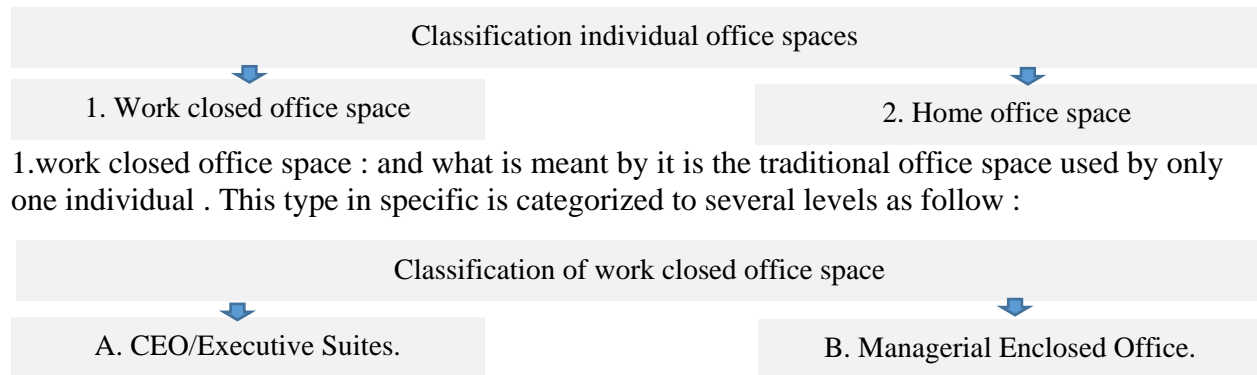 Classification individual office spaces
1. Work closed office space
2. Home office space
1.work closed office space : and what is meant by it is the traditional office space used by only
one individual . This type in specific is categorized to several levels as follow :
Classification of work closed office space
A. CEO/Executive Suites.
B. Managerial Enclosed Office.